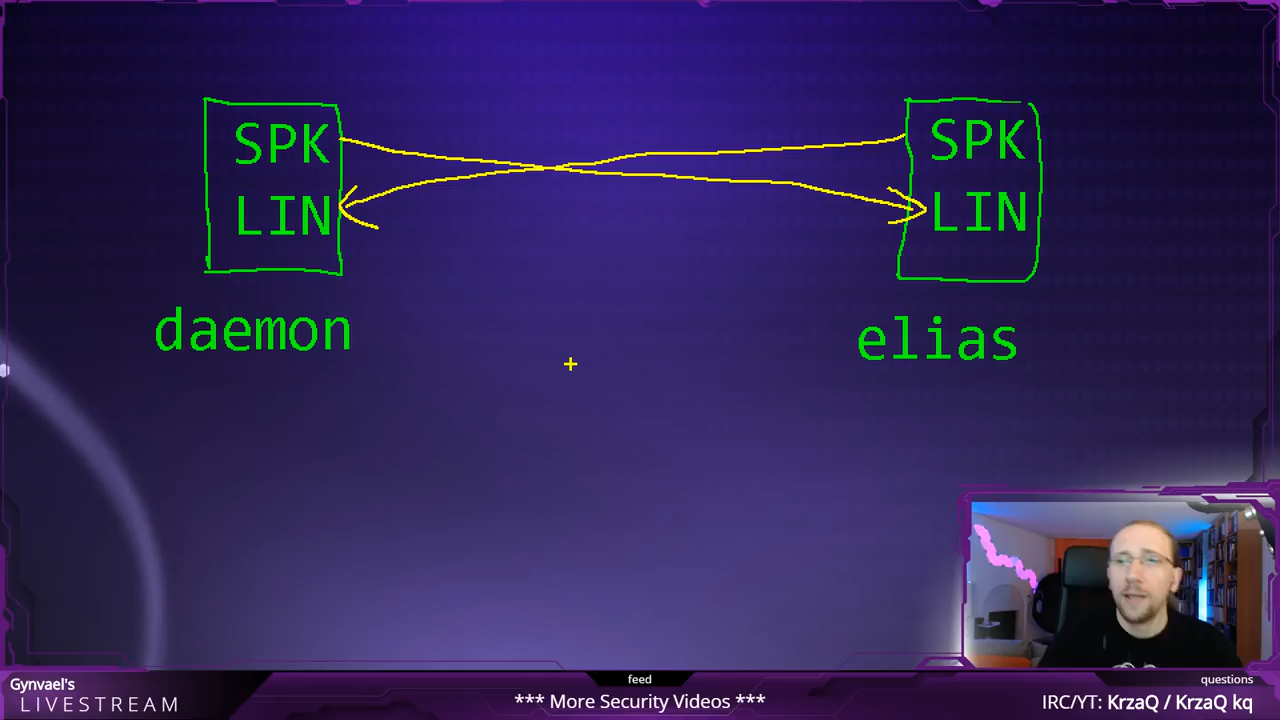 SPK
LIN
daemon
SPK
LIN
elias
Gynvael's
LIVESTREAM
feed
*** More Security Videos ***
questions
IRC/YT: KrzaQ / KrzaQ kq